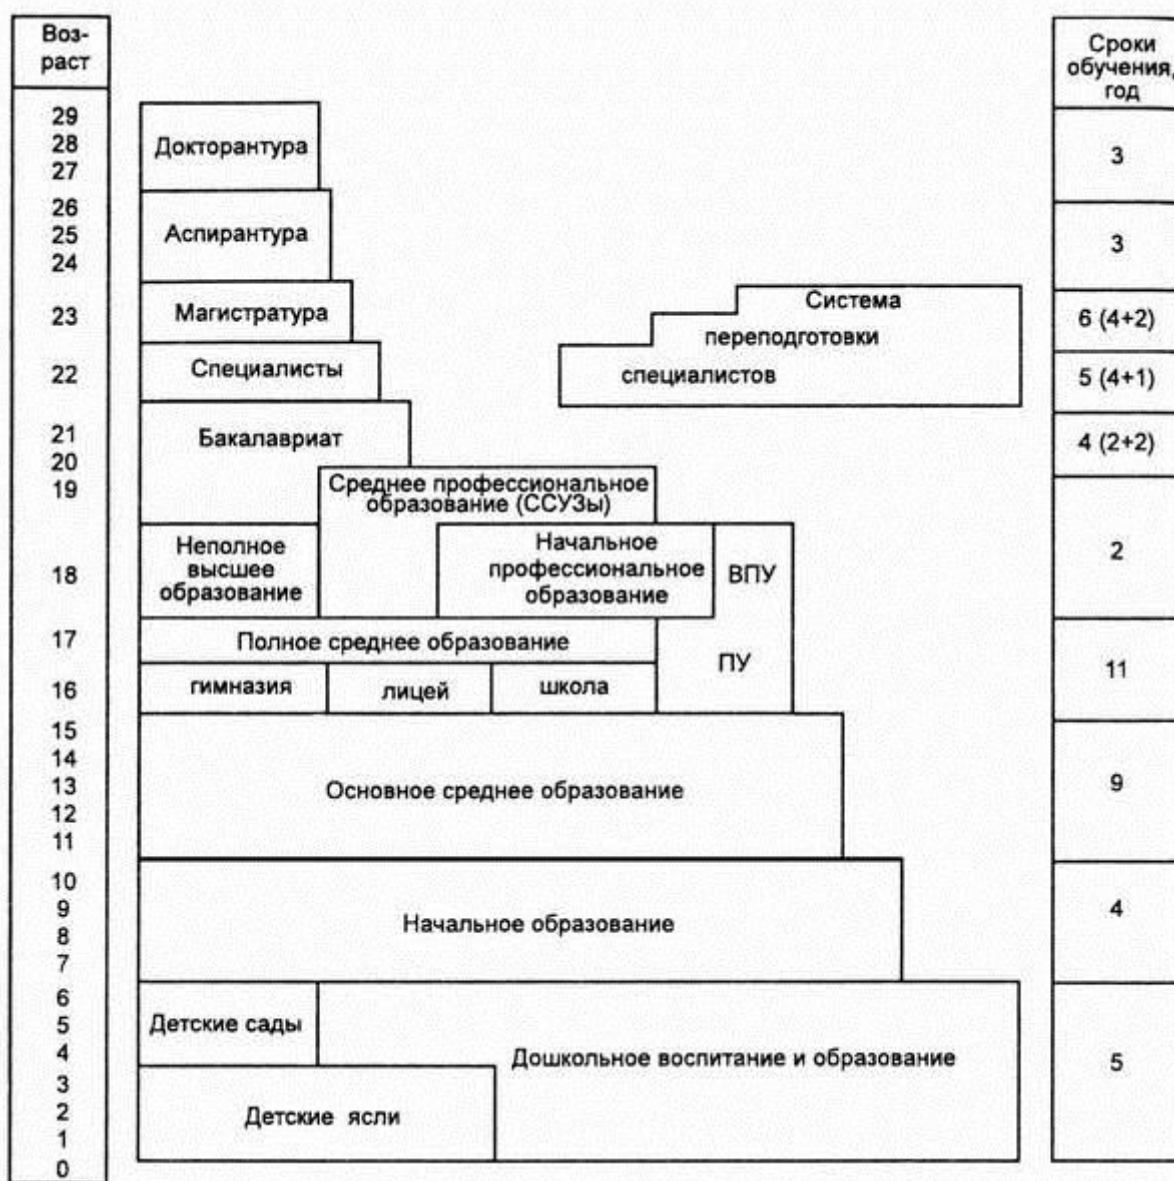 Воз-
раст
Сроки
обучения,
год
29
28
27
Докторантура
3
26
25
24
Аспирантура
3
23
Магистратура
Система
переподготовки
специалистов
6 (4+2)
22
Специалисты
5 (4+1)
21
20
19
Бакалавриат
4 (2+2)
Среднее профессиональное
образование (ССУЗы)
18
Неполное
высшее
образование
Начальное
профессиональное
образование
ВПУ
2
17
Полное среднее образование
ПУ
11
16
гимназия
лицей
школа
15
14
13
12
11
Основное среднее образование
9
10
9
8
7
Начальное образование
4
6
5
4
Детские сады
Дошкольное воспитание и образование
5
3
2
1
0
Детские ясли